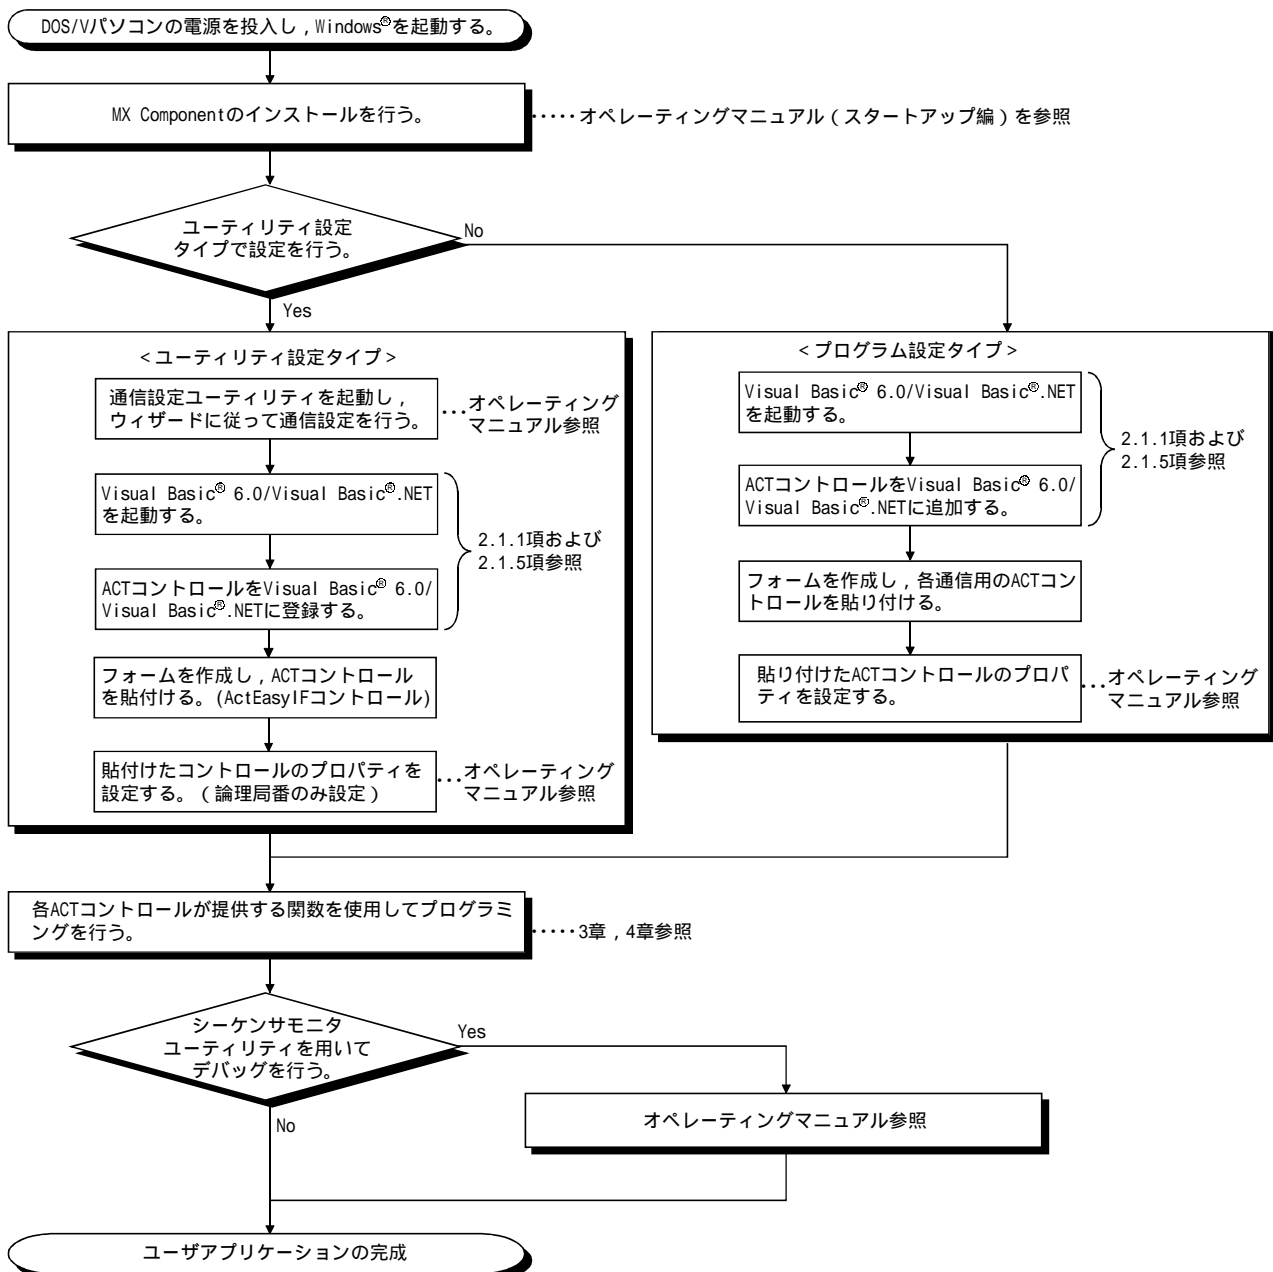 DOS/Vパソコンの電源を投入し，Windows®を起動する。
MX Componentのインストールを行う。
·····オペレーティングマニュアル（スタートアップ編）を参照
ユーティリティ設定
タイプで設定を行う。
No
Yes
＜ユーティリティ設定タイプ＞
通信設定ユーティリティを起動し，
ウィザードに従って通信設定を行う。
···オペレーティング
マニュアル参照
Visual Basic® 6.0/Visual Basic®.NET
を起動する。
ACTコントロールをVisual Basic® 6.0/
Visual Basic®.NETに登録する。
2.1.1項および
2.1.5項参照
フォームを作成し，ACTコントロール
を貼付ける。(ActEasyIFコントロール)
貼付けたコントロールのプロパティを
設定する。（論理局番のみ設定）
···オペレーティング
マニュアル参照
＜プログラム設定タイプ＞
Visual Basic® 6.0/Visual Basic®.NET
を起動する。
ACTコントロールをVisual Basic® 6.0/
Visual Basic®.NETに追加する。
2.1.1項および
2.1.5項参照
フォームを作成し，各通信用のACTコン
トロールを貼り付ける。
貼り付けたACTコントロールのプロパ
ティを設定する。
···オペレーティング
マニュアル参照
各ACTコントロールが提供する関数を使用してプログラミ
ングを行う。
·····3章，4章参照
シーケンサモニタ
ユーティリティを用いて
デバッグを行う。
Yes
No
オペレーティングマニュアル参照
ユーザアプリケーションの完成